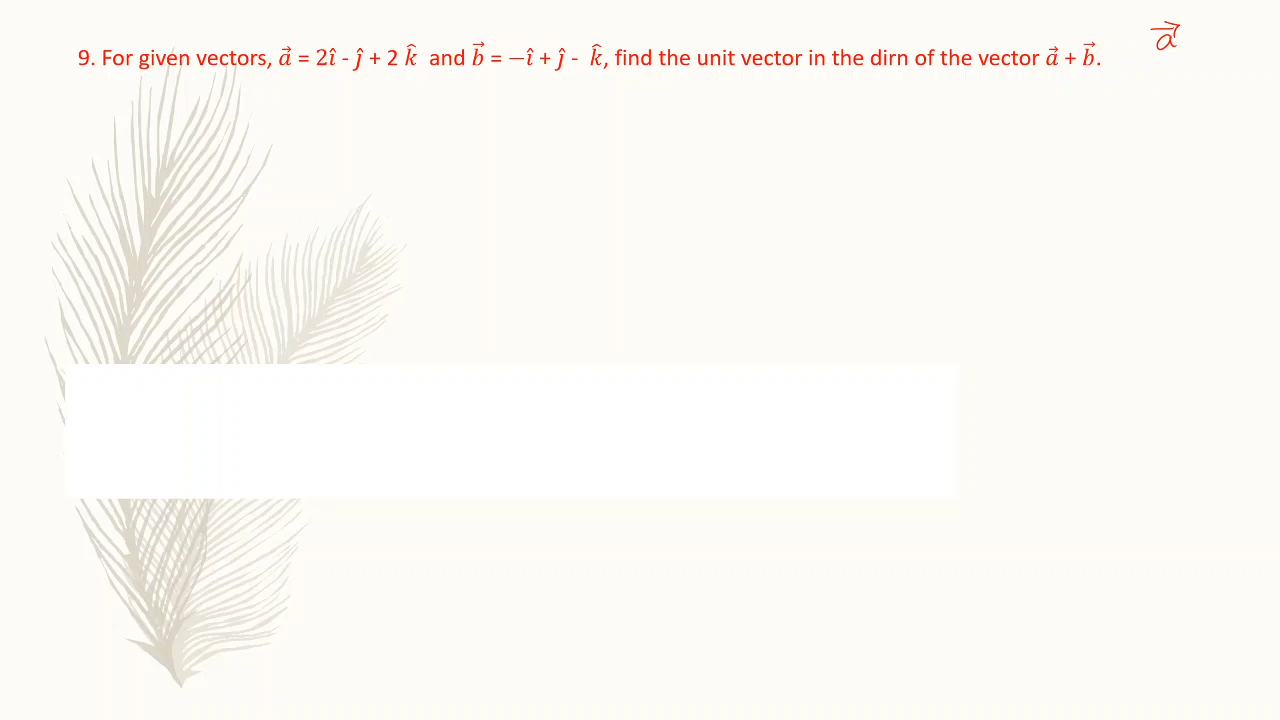 9. For given vectors, a⃗ = 2î - ĵ + 2 k̂ and b⃗ = −î + ĵ - k̂, find the unit vector in the dirn of the vector a⃗ + b⃗.
a⃗